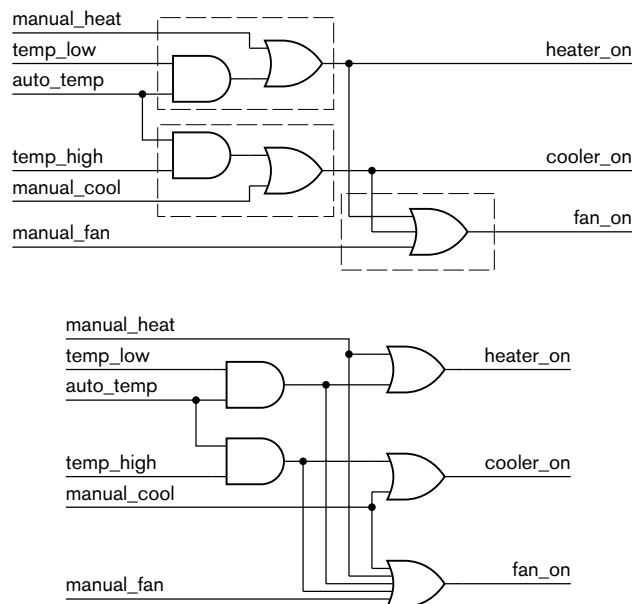 manual_heat
temp_low
heater_on
auto_temp
temp_high
cooler_on
manual_cool
fan_on
manual_fan
manual_heat
temp_low
heater_on
auto_temp
temp_high
cooler_on
manual_cool
fan_on
manual_fan